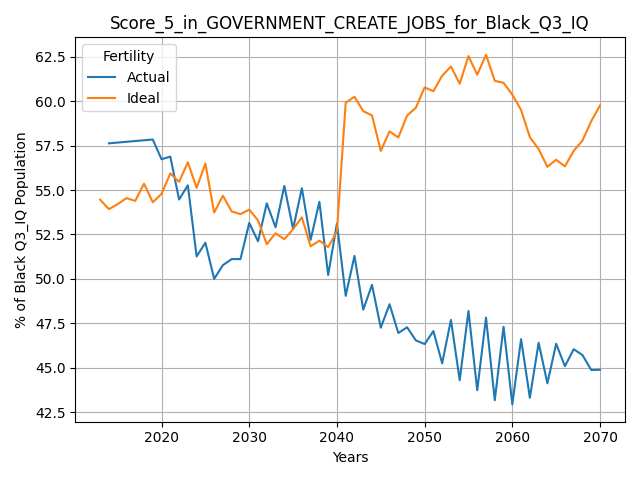 Score_5_in_GOVERNMENT_CREATE_JOBS_for_Black_Q3_IQ
Fertility
Actual
Ideal
% of Black Q3_IQ Population
62.5
60.0
57.5
55.0
52.5
50.0
47.5
45.0
42.5
2020 2030 2040 2050 2060 2070
Years